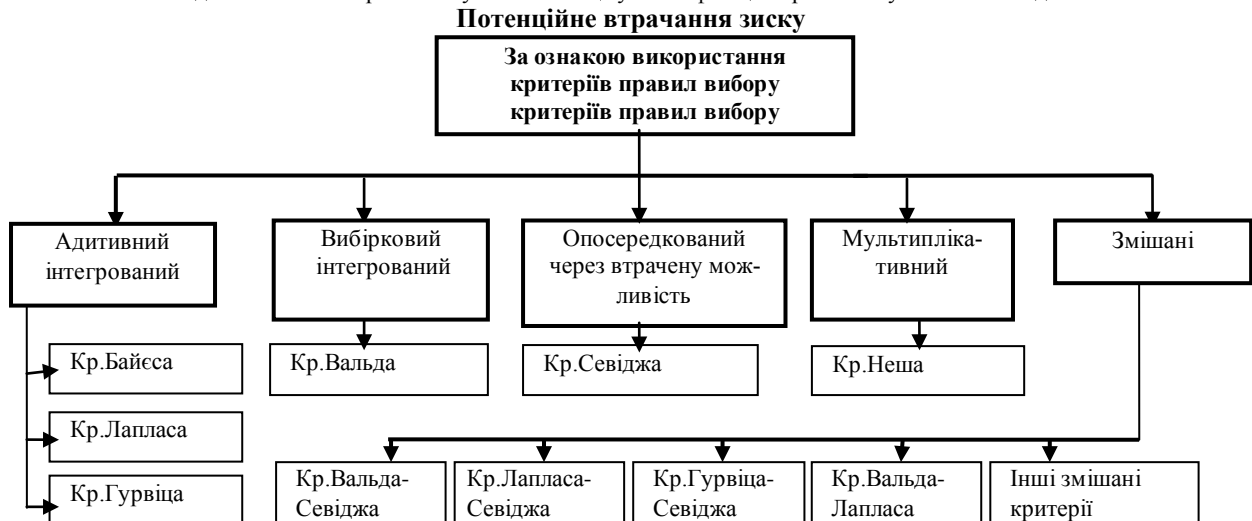 Потенційне втрачання зиску
За ознакою використання
критеріїв правил вибору
критеріїв правил вибору
Адитивний
інтегрований
Вибірковий
інтегрований
Опосередкований
через втрачену мож-
ливість
Мультипліка-
тивний
Змішані
Кр.Байєса
Кр.Вальда
Кр.Севіджа
Кр.Неша
Кр.Лапласа
Кр.Гурвіца
Кр.Вальда-
Севіджа
Кр.Лапласа-
Севіджа
Кр.Гурвіца-
Севіджа
Кр.Вальда-
Лапласа
Інші змішані
критерії